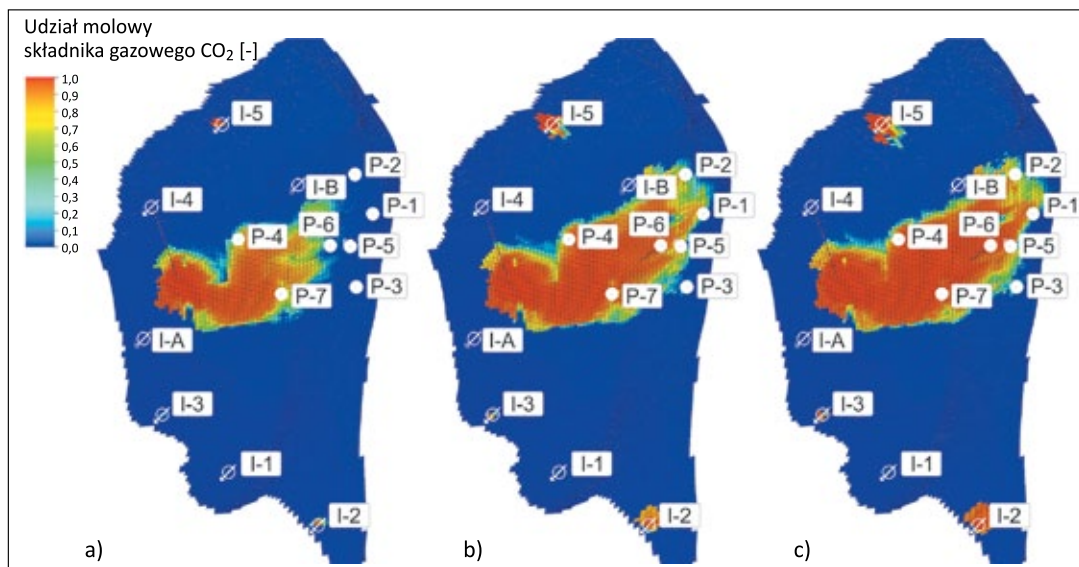 Udział molowy
składnika gazowego CO₂ [-]
1,0
0,9
0,8
0,7
0,6
0,5
0,4
0,3
0,2
0,1
0,0
I-5
P-2
I-B
I-4
P-1
P-6
P-4
P-5
P-3
P-7
I-A
I-3
I-1
I-2
a)
I-5
P-2
I-B
I-4
P-1
P-6
P-4
P-5
P-3
P-7
I-A
I-3
I-1
I-2
b)
I-5
P-2
I-B
I-4
P-1
P-6
P-4
P-5
P-3
P-7
I-A
I-3
I-1
I-2
c)